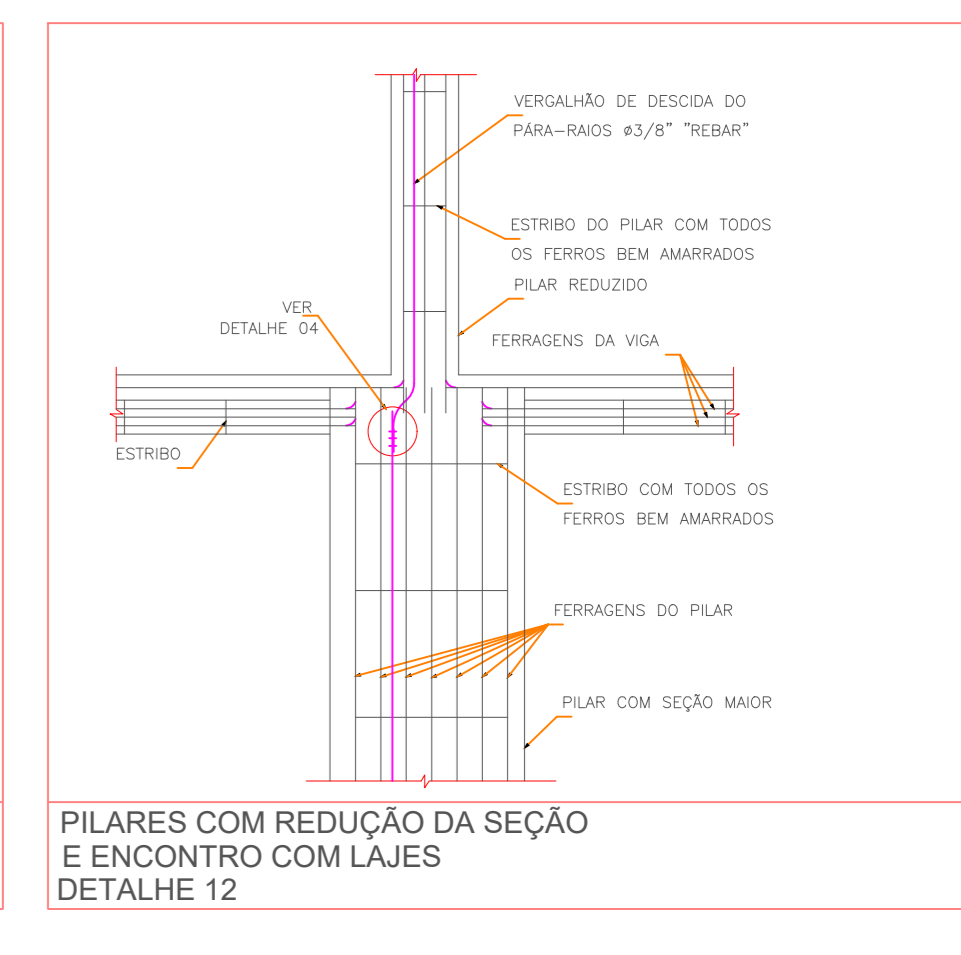 VERGALHÃO DE DESCIDA DO
PÁRA-RAIOS ø3/8" "REBAR"
ESTRIBO DO PILAR COM TODOS
OS FERROS BEM AMARRADOS
PILAR REDUZIDO
VER
DETALHE 04
FERRAGENS DA VIGA
ESTRIBO
ESTRIBO COM TODOS OS
FERROS BEM AMARRADOS
FERRAGENS DO PILAR
PILAR COM SEÇÃO MAIOR
PILARES COM REDUÇÃO DA SEÇÃO
E ENCONTRO COM LAJES
DETALHE 12